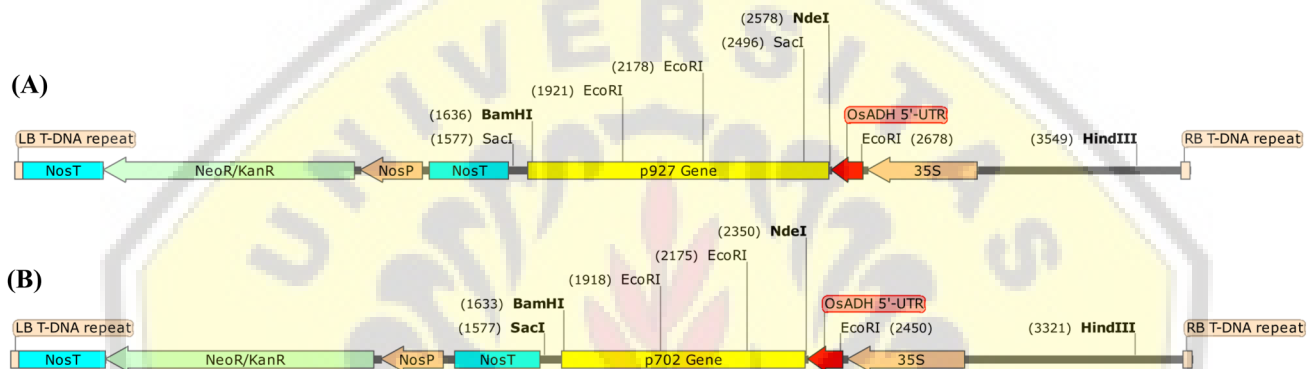 (2578) NdeI
(2496) SacI
(2178) EcoRI
(1921) EcoRI
(A)
(1636) BamHI
OsADH 5'-UTR
LB T-DNA repeat
(1577) SacI
EcoRI (2678)
(3549) HindIII
RB T-DNA repeat
NosT
NeoR/KanR
NosP
NosT
p927 Gene
35S
(2350) NdeI
(2175) EcoRI
(B)
(1918) EcoRI
(1633) BamHI
OsADH 5'-UTR
LB T-DNA repeat
(1577) SacI
EcoRI (2450)
(3321) HindIII
RB T-DNA repeat
NosT
NeoR/KanR
NosP
NosT
p702 Gene
35S
UNIVERSITAS